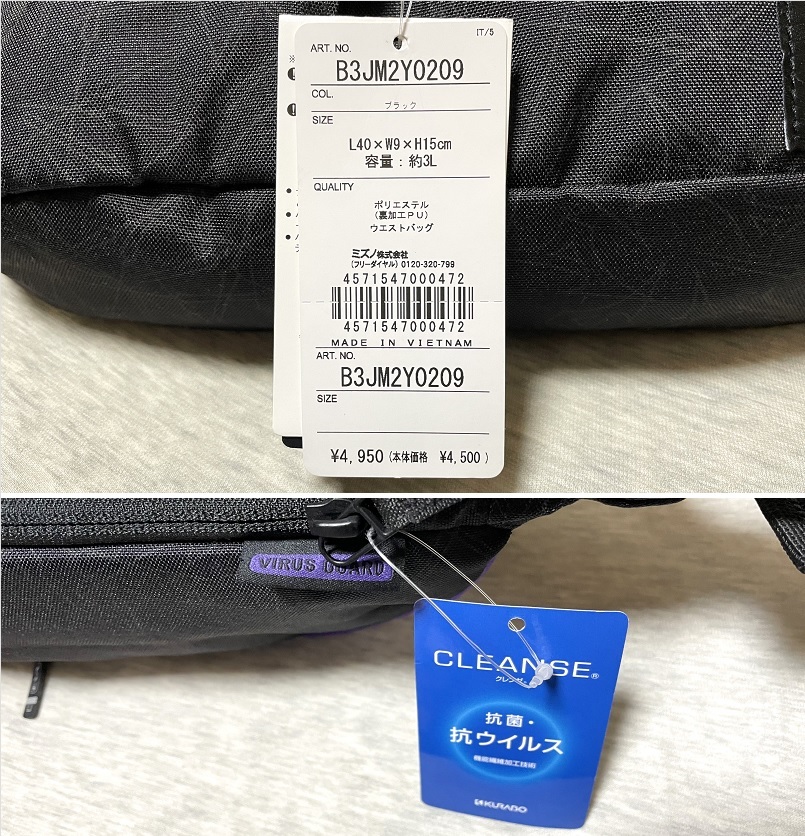 IT/5
ART. NO.
B3JM2Y0209
COL.
ブラック
SIZE
L40×W9×H15cm
容量：約3L
QUALITY
ポリエステル
(裏加工PU)
ウエストバッグ
ミズノ株式会社
(フリーダイヤル) 0120-320-799
4571547000472
4571547000472
MADE IN VIETNAM
ART. NO.
B3JM2Y0209
SIZE
¥4,950 (本体価格 ¥4,500 )
VIRUS GUARD
CLEANSE®
クレンゼ
抗菌・
抗ウイルス
機能繊維加工技術
KURABO